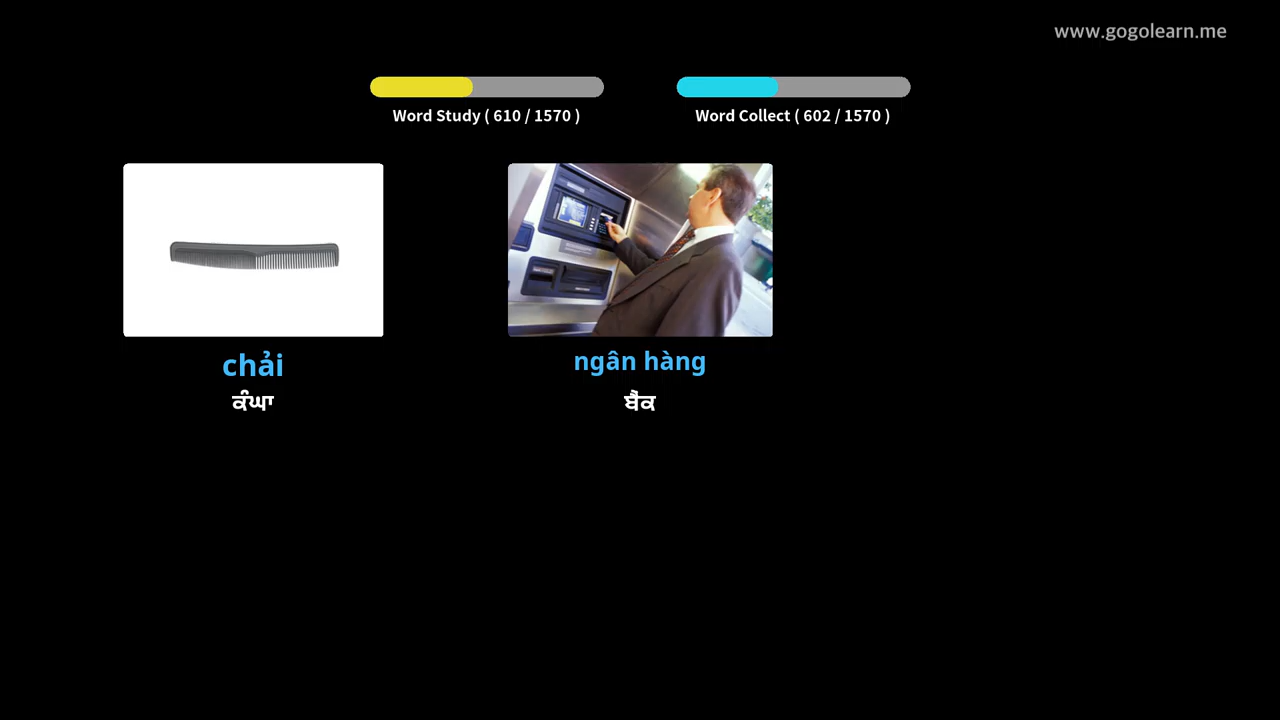 www.gogolearn.me
Word Study ( 610 / 1570 )
Word Collect ( 602 / 1570 )
chải
ਕੰਘਾ
ngân hàng
ਬੈਂਕ